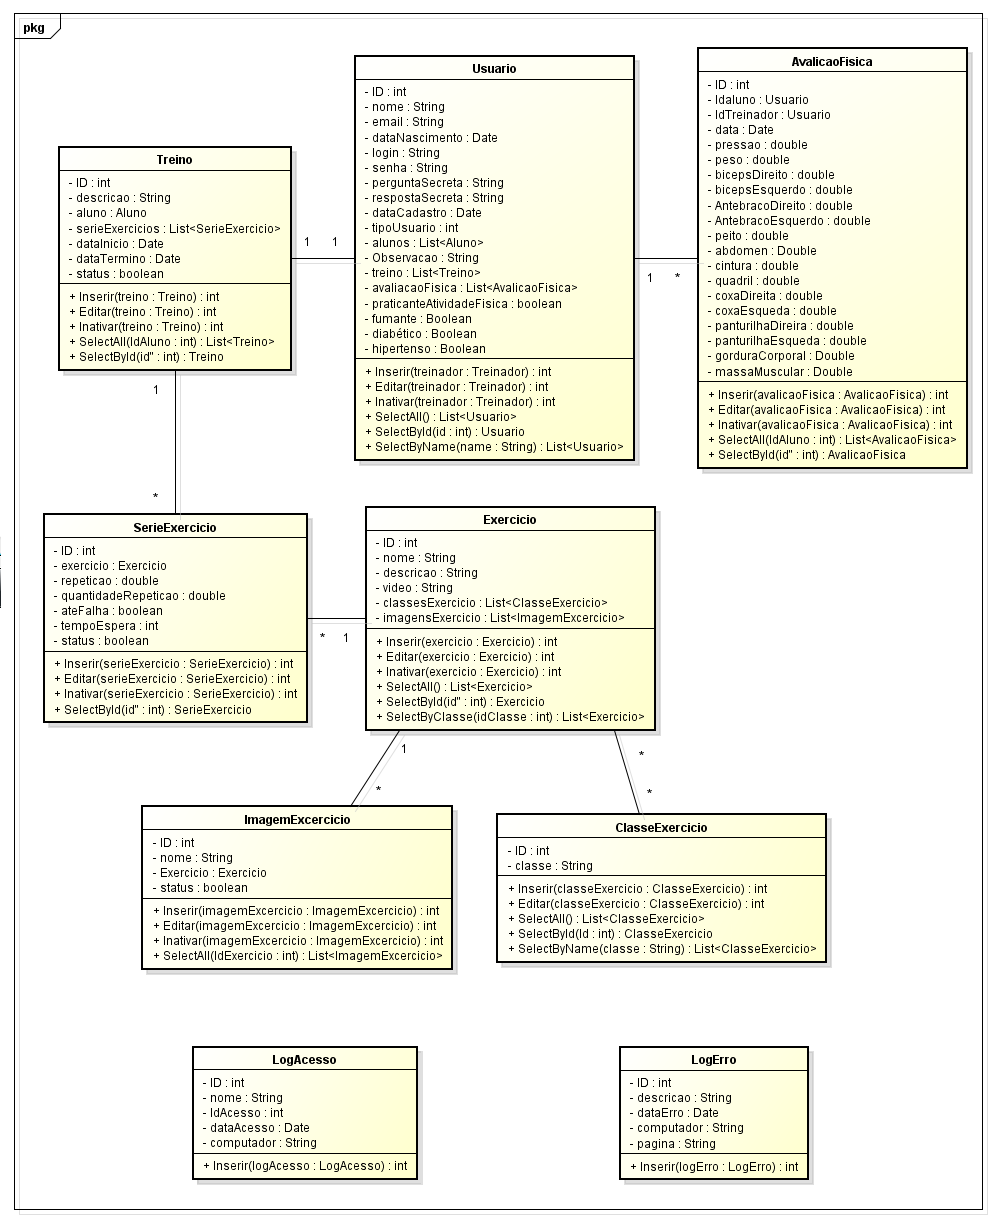 pkg
Usuario
- ID : int
- nome : String
- email : String
- dataNascimento : Date
- login : String
- senha : String
- perguntaSecreta : String
- respostaSecreta : String
- dataCadastro : Date
- tipoUsuario : int
- alunos : List<Aluno>
- Observacao : String
- treino : List<Treino>
- avaliacaoFisica : List<AvalicaoFisica>
- praticanteAtividadeFisica : boolean
- fumante : Boolean
- diabético : Boolean
- hipertenso : Boolean
+ Inserir(treinador : Treinador) : int
+ Editar(treinador : Treinador) : int
+ Inativar(treinador : Treinador) : int
+ SelectAll() : List<Usuario>
+ SelectById(id : int) : Usuario
+ SelectByName(name : String) : List<Usuario>
AvalicaoFisica
- ID : int
- Idaluno : Usuario
- IdTreinador : Usuario
- data : Date
- pressao : double
- peso : double
- bicepsDireito : double
- bicepsEsquerdo : double
- AntebracoDireito : double
- AntebracoEsquerdo : double
- peito : double
- abdomen : Double
- cintura : double
- quadril : double
- coxaDireita : double
- coxaEsqueda : double
- panturilhaDireira : double
- panturilhaEsqueda : double
- gorduraCorporal : Double
- massaMuscular : Double
+ Inserir(avalicaoFisica : AvalicaoFisica) : int
+ Editar(avalicaoFisica : AvalicaoFisica) : int
+ Inativar(avalicaoFisica : AvalicaoFisica) : int
+ SelectAll(IdAluno : int) : List<AvalicaoFisica>
+ SelectById(id" : int) : AvalicaoFisica
Treino
- ID : int
- descricao : String
- aluno : Aluno
- serieExercicios : List<SerieExercicio>
- dataInicio : Date
- dataTermino : Date
- status : boolean
+ Inserir(treino : Treino) : int
+ Editar(treino : Treino) : int
+ Inativar(treino : Treino) : int
+ SelectAll(IdAluno : int) : List<Treino>
+ SelectById(id" : int) : Treino
1 1
1 *
1
*
SerieExercicio
- ID : int
- exercicio : Exercicio
- repeticao : double
- quantidadeRepeticao : double
- ateFalha : boolean
- tempoEspera : int
- status : boolean
+ Inserir(serieExercicio : SerieExercicio) : int
+ Editar(serieExercicio : SerieExercicio) : int
+ Inativar(serieExercicio : SerieExercicio) : int
+ SelectById(id" : int) : SerieExercicio
* 1
Exercicio
- ID : int
- nome : String
- descricao : String
- video : String
- classesExercicio : List<ClasseExercicio>
- imagensExercicio : List<ImagemExcercicio>
+ Inserir(exercicio : Exercicio) : int
+ Editar(exercicio : Exercicio) : int
+ Inativar(exercicio : Exercicio) : int
+ SelectAll() : List<Exercicio>
+ SelectById(id" : int) : Exercicio
+ SelectByClasse(idClasse : int) : List<Exercicio>
1
*
*
*
ImagemExcercicio
- ID : int
- nome : String
- Exercicio : Exercicio
- status : boolean
+ Inserir(imagemExcercicio : ImagemExcercicio) : int
+ Editar(imagemExcercicio : ImagemExcercicio) : int
+ Inativar(imagemExcercicio : ImagemExcercicio) : int
+ SelectAll(IdExercicio : int) : List<ImagemExcercicio>
ClasseExercicio
- ID : int
- classe : String
+ Inserir(classeExercicio : ClasseExercicio) : int
+ Editar(classeExercicio : ClasseExercicio) : int
+ SelectAll() : List<ClasseExercicio>
+ SelectById(Id : int) : ClasseExercicio
+ SelectByName(classe : String) : List<ClasseExercicio>
LogAcesso
- ID : int
- nome : String
- IdAcesso : int
- dataAcesso : Date
- computador : String
+ Inserir(logAcesso : LogAcesso) : int
LogErro
- ID : int
- descricao : String
- dataErro : Date
- computador : String
- pagina : String
+ Inserir(logErro : LogErro) : int